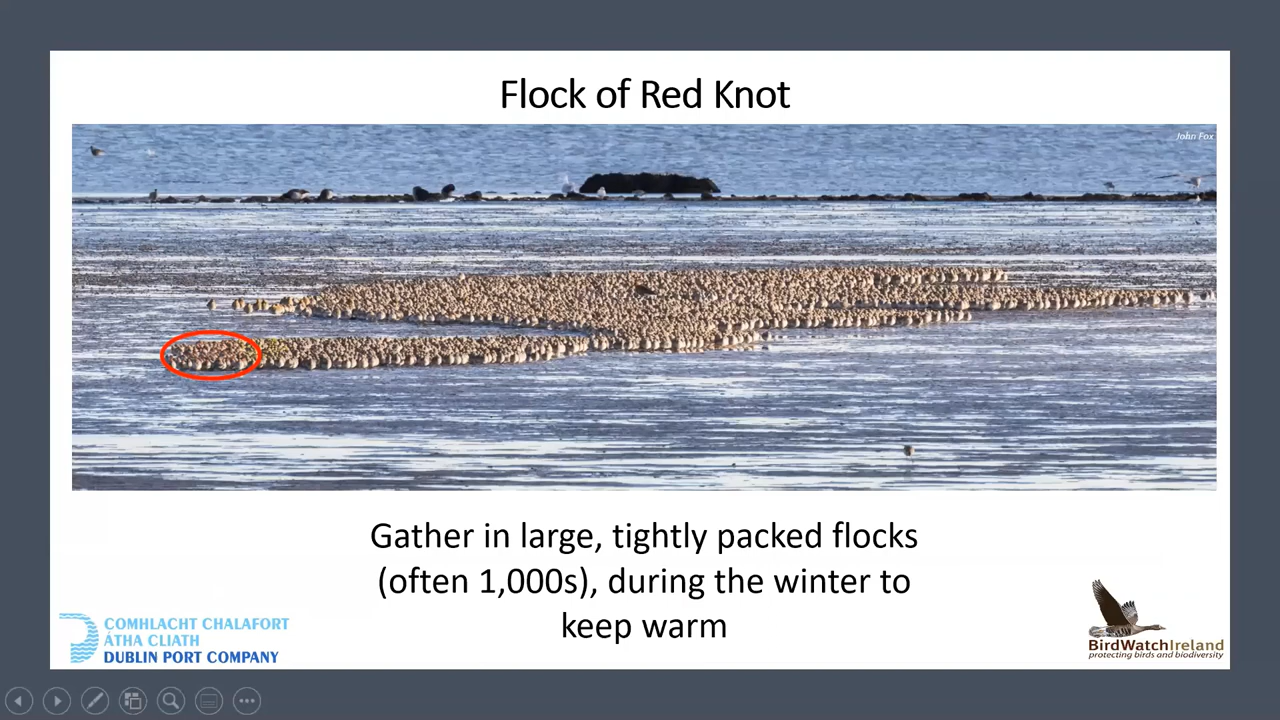 Flock of Red Knot
John Fox
Gather in large, tightly packed flocks
(often 1,000s), during the winter to
keep warm
COMHLACHT CHALAFORT
ÁTHA CLIATH
DUBLIN PORT COMPANY
BirdWatchIreland
protecting birds and biodiversity